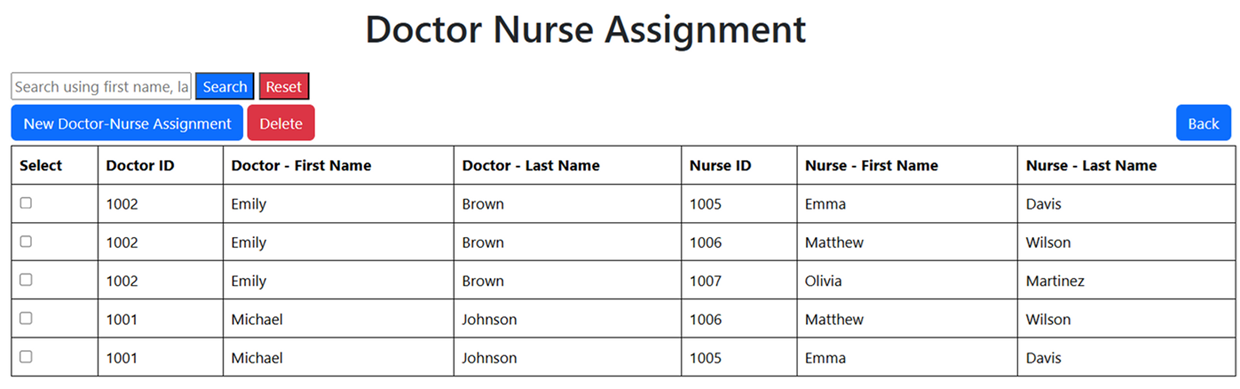 Doctor Nurse Assignment
Search using first name, la Search Reset
New Doctor-Nurse Assignment Delete Back
Select Doctor ID Doctor - First Name Doctor - Last Name Nurse ID Nurse - First Name Nurse - Last Name
1002 Emily Brown 1005 Emma Davis
1002 Emily Brown 1006 Matthew Wilson
1002 Emily Brown 1007 Olivia Martinez
1001 Michael Johnson 1006 Matthew Wilson
1001 Michael Johnson 1005 Emma Davis